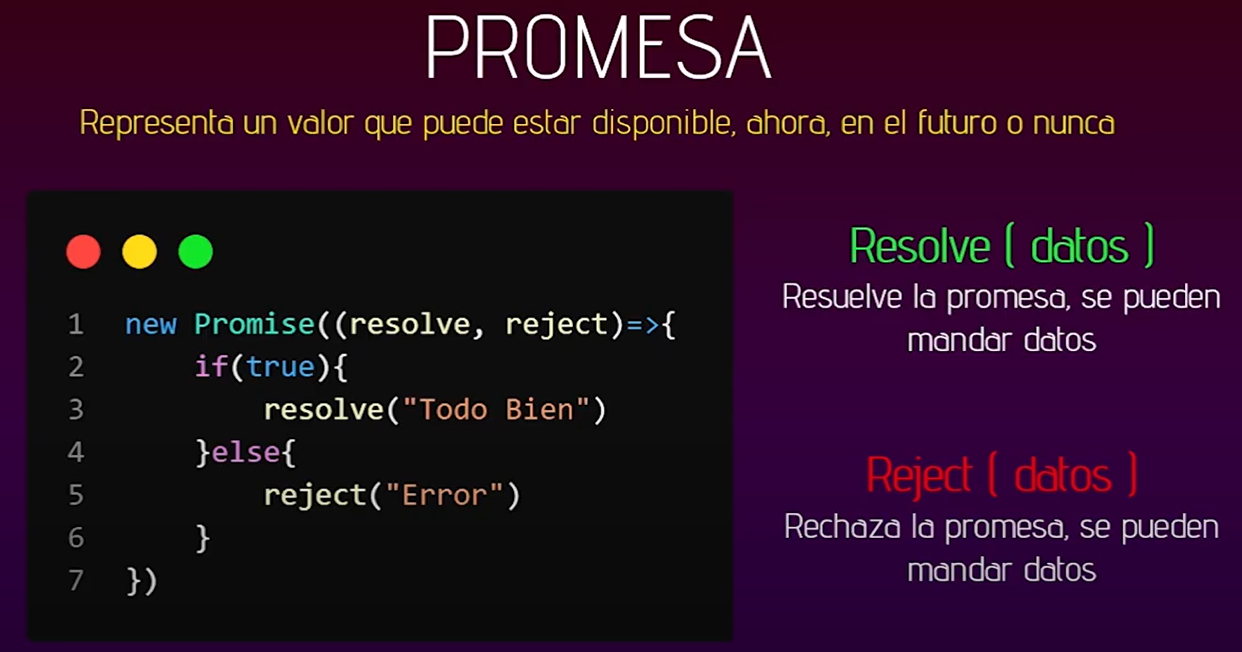 PROMESA
Representa un valor que puede estar disponible, ahora, en el futuro o nunca
1 new Promise((resolve, reject)=>{
2 if(true){
3 resolve("Todo Bien")
4 }else{
5 reject("Error")
6 }
7 })
Resolve ( datos )
Resuelve la promesa, se pueden
mandar datos
Reject ( datos )
Rechaza la promesa, se pueden
mandar datos